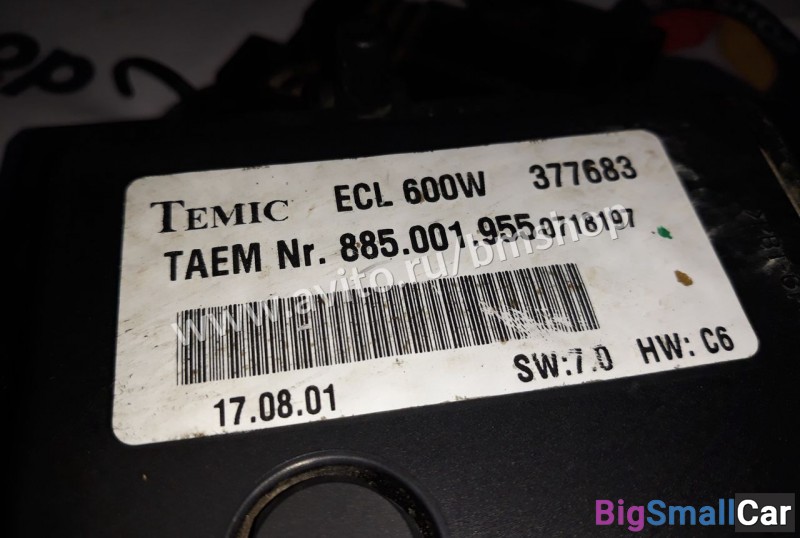 TEMIC ECL 600W 377683
TAEM Nr. 885.001.955 0718197
www.avito.ru/bmshop
17.08.01 SW:7.0 HW: C6
BigSmallCar